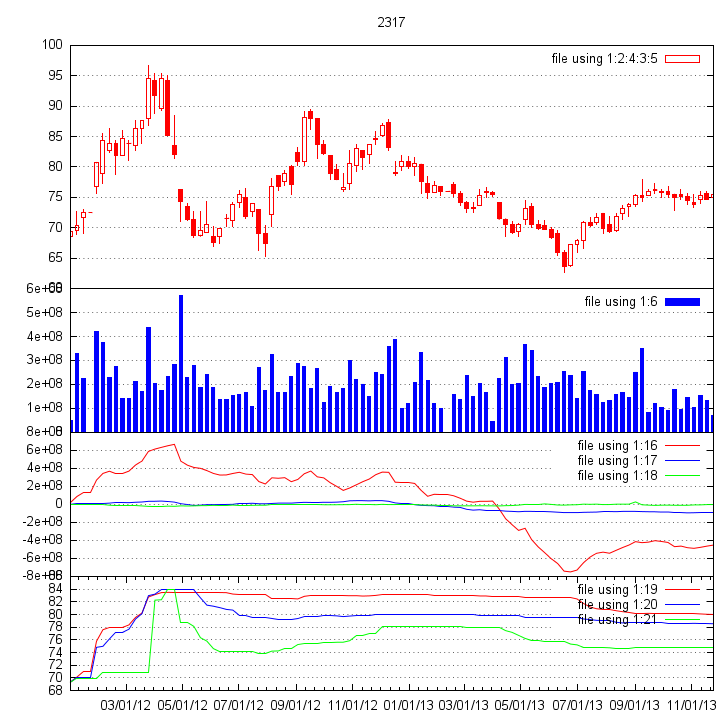 2317
100
file using 1:2:4:3:5
95
90
85
80
75
70
65
60
6e+08
file using 1:6
5e+08
4e+08
3e+08
2e+08
1e+08
0
8e+08
file using 1:16
6e+08
file using 1:17
4e+08
file using 1:18
2e+08
0
-2e+08
-4e+08
-6e+08
-8e+08
84
file using 1:19
82
file using 1:20
80
file using 1:21
78
76
74
72
70
68
03/01/12 05/01/12 07/01/12 09/01/12 11/01/12 01/01/13 03/01/13 05/01/13 07/01/13 09/01/13 11/01/13